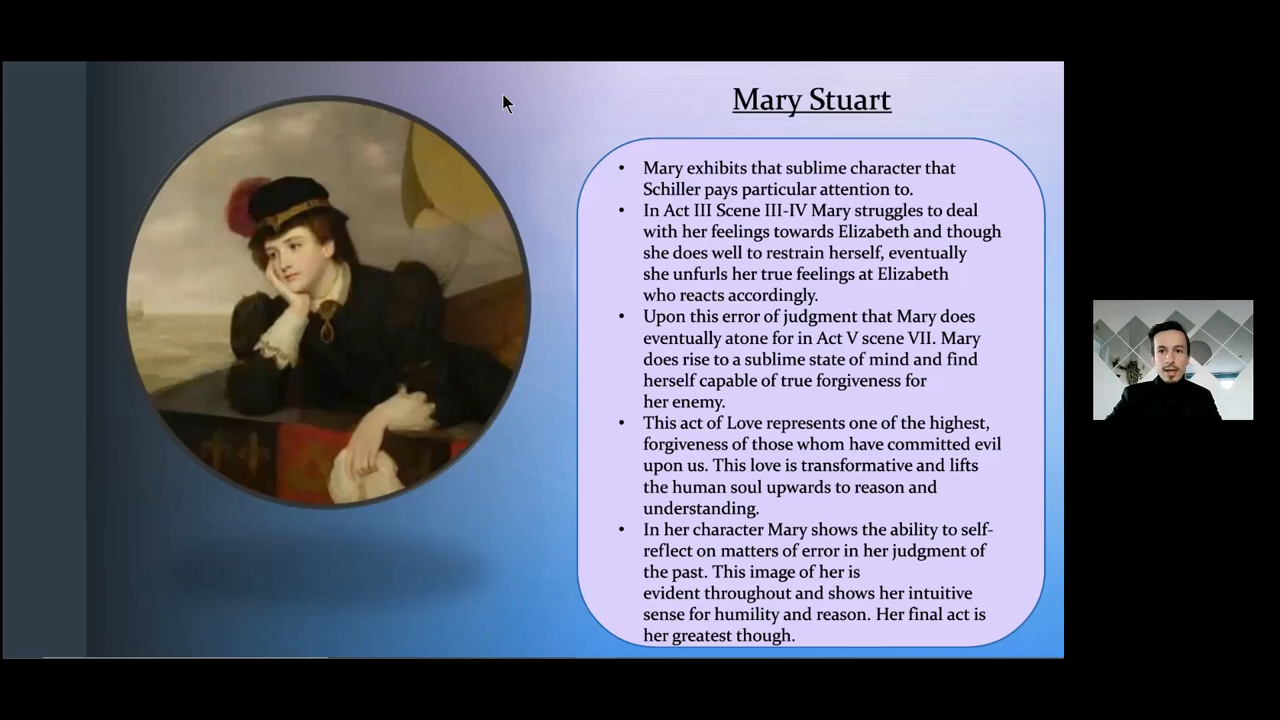 Mary Stuart
• Mary exhibits that sublime character that
Schiller pays particular attention to.
• In Act III Scene III-IV Mary struggles to deal
with her feelings towards Elizabeth and though
she does well to restrain herself, eventually
she unfurls her true feelings at Elizabeth
who reacts accordingly.
• Upon this error of judgment that Mary does
eventually atone for in Act V scene VII. Mary
does rise to a sublime state of mind and find
herself capable of true forgiveness for
her enemy.
• This act of Love represents one of the highest,
forgiveness of those whom have committed evil
upon us. This love is transformative and lifts
the human soul upwards to reason and
understanding.
• In her character Mary shows the ability to self-
reflect on matters of error in her judgment of
the past. This image of her is
evident throughout and shows her intuitive
sense for humility and reason. Her final act is
her greatest though.